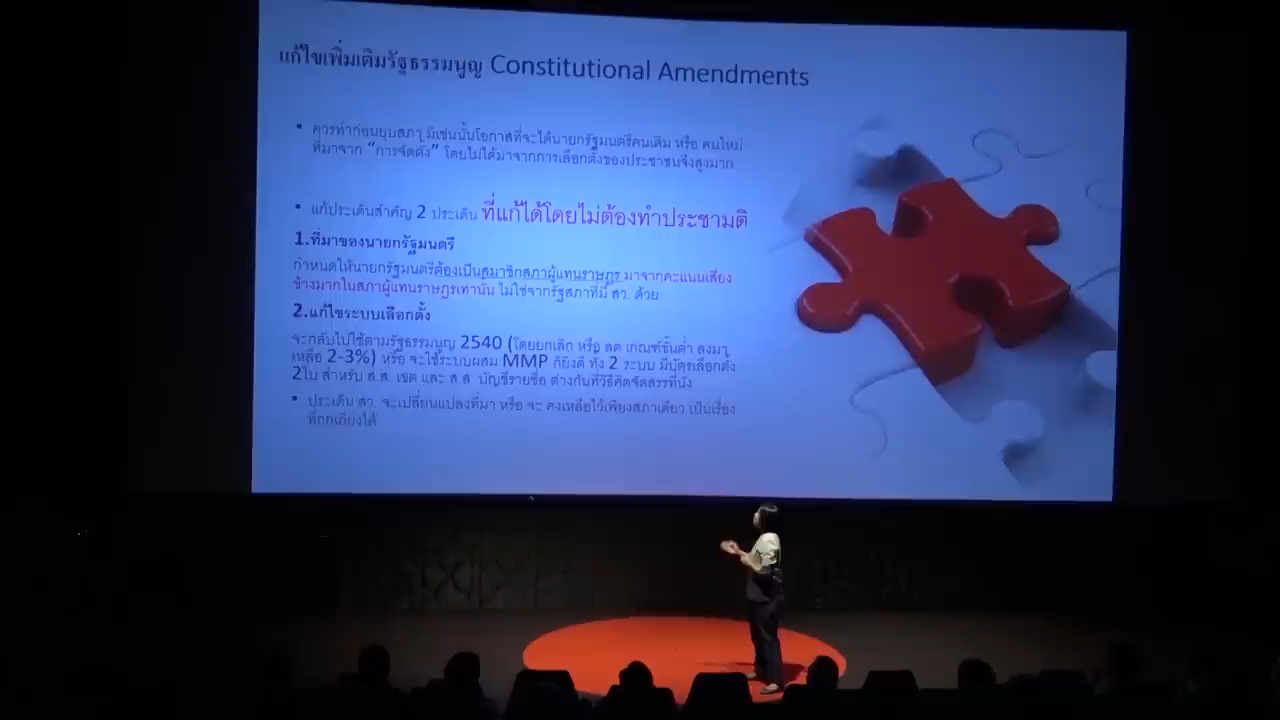 แก้ไขเพิ่มเติมรัฐธรรมนูญ Constitutional Amendments
• ควรทำก่อนยุบสภา มิเช่นนั้นโอกาสที่จะได้นายกรัฐมนตรีคนเดิม หรือ คนใหม่
ที่มาจาก “การจัดตั้ง” โดยไม่ได้มาจากการเลือกตั้งของประชาชนจึงสูงมาก
• แก้ประเด็นสำคัญ 2 ประเด็น ที่แก้ได้โดยไม่ต้องทำประชามติ
1.ที่มาของนายกรัฐมนตรี
กำหนดให้นายกรัฐมนตรีต้องเป็นสมาชิกสภาผู้แทนราษฎร มาจากคะแนนเสียง
ข้างมากในสภาผู้แทนราษฎรเท่านั้น ไม่ใช่จากรัฐสภาที่มี สว. ด้วย
2.แก้ไขระบบเลือกตั้ง
จะกลับไปใช้ตามรัฐธรรมนูญ 2540 (โดยยกเลิก หรือ ลด เกณฑ์ขั้นต่ำ ลงมา
เหลือ 2-3%) หรือ จะใช้ระบบผสม MMP ก็ยิ่งดี ทั้ง 2 ระบบ มีบัตรเลือกตั้ง
2ใบ สำหรับ ส.ส. เขต และ ส.ส บัญชีรายชื่อ ต่างกันที่วิธีคิดจัดสรรที่นั่ง
• ประเด็น สว. จะเปลี่ยนแปลงที่มา หรือ จะ คงเหลือไว้เพียงสภาเดียว เป็นเรื่อง
ที่ถกเถียงได้